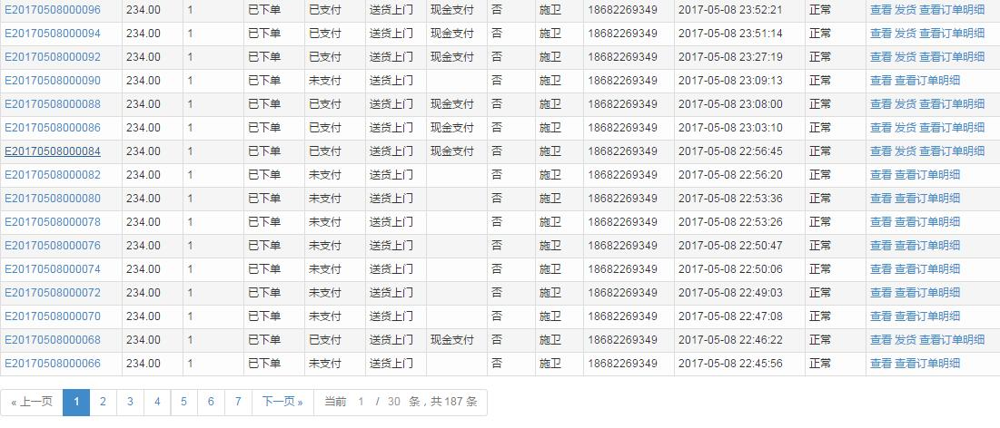 E20170508000096 234.00 1 已下单 已支付 送货上门 现金支付 否 施卫 18682269349 2017-05-08 23:52:21 正常 查看 发货 查看订单明细
E20170508000094 234.00 1 已下单 已支付 送货上门 现金支付 否 施卫 18682269349 2017-05-08 23:51:14 正常 查看 发货 查看订单明细
E20170508000092 234.00 1 已下单 已支付 送货上门 现金支付 否 施卫 18682269349 2017-05-08 23:27:19 正常 查看 发货 查看订单明细
E20170508000090 234.00 1 已下单 未支付 送货上门 否 施卫 18682269349 2017-05-08 23:09:13 正常 查看 查看订单明细
E20170508000088 234.00 1 已下单 已支付 送货上门 现金支付 否 施卫 18682269349 2017-05-08 23:08:00 正常 查看 发货 查看订单明细
E20170508000086 234.00 1 已下单 已支付 送货上门 现金支付 否 施卫 18682269349 2017-05-08 23:03:10 正常 查看 发货 查看订单明细
E20170508000084 234.00 1 已下单 已支付 送货上门 现金支付 否 施卫 18682269349 2017-05-08 22:56:45 正常 查看 发货 查看订单明细
E20170508000082 234.00 1 已下单 未支付 送货上门 否 施卫 18682269349 2017-05-08 22:56:20 正常 查看 查看订单明细
E20170508000080 234.00 1 已下单 未支付 送货上门 否 施卫 18682269349 2017-05-08 22:53:36 正常 查看 查看订单明细
E20170508000078 234.00 1 已下单 未支付 送货上门 否 施卫 18682269349 2017-05-08 22:53:26 正常 查看 查看订单明细
E20170508000076 234.00 1 已下单 未支付 送货上门 否 施卫 18682269349 2017-05-08 22:50:47 正常 查看 查看订单明细
E20170508000074 234.00 1 已下单 未支付 送货上门 否 施卫 18682269349 2017-05-08 22:50:06 正常 查看 查看订单明细
E20170508000072 234.00 1 已下单 未支付 送货上门 否 施卫 18682269349 2017-05-08 22:49:03 正常 查看 查看订单明细
E20170508000070 234.00 1 已下单 未支付 送货上门 否 施卫 18682269349 2017-05-08 22:47:08 正常 查看 查看订单明细
E20170508000068 234.00 1 已下单 已支付 送货上门 现金支付 否 施卫 18682269349 2017-05-08 22:46:22 正常 查看 发货 查看订单明细
E20170508000066 234.00 1 已下单 未支付 送货上门 否 施卫 18682269349 2017-05-08 22:45:56 正常 查看 查看订单明细
« 上一页 1 2 3 4 5 6 7 下一页 » 当前 1 / 30 条，共 187 条